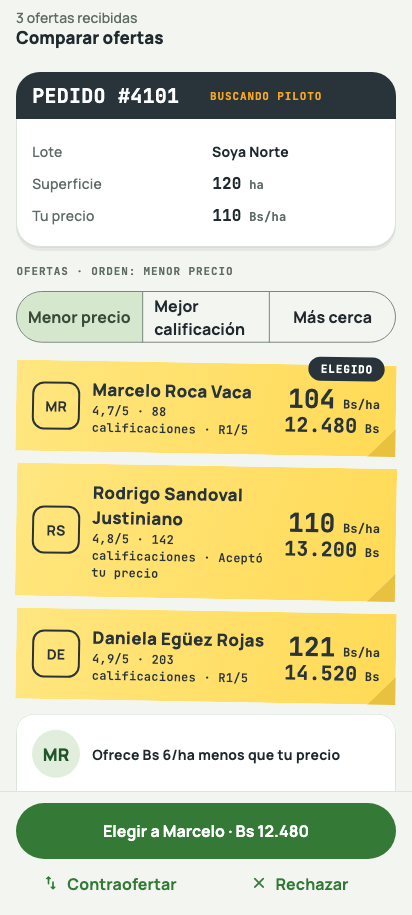 3 ofertas recibidas
Comparar ofertas
PEDIDO #4101 BUSCANDO PILOTO
Lote Soya Norte
Superficie 120 ha
Tu precio 110 Bs/ha
OFERTAS · ORDEN: MENOR PRECIO
Menor precio
Mejor
calificación
Más cerca
ELEGIDO
MR
Marcelo Roca Vaca
4,7/5 · 88
calificaciones · R1/5
104 Bs/ha
12.480 Bs
RS
Rodrigo Sandoval
Justiniano
4,8/5 · 142
calificaciones · Aceptó
tu precio
110 Bs/ha
13.200 Bs
DE
Daniela Egüez Rojas
4,9/5 · 203
calificaciones · R1/5
121 Bs/ha
14.520 Bs
MR Ofrece Bs 6/ha menos que tu precio
Elegir a Marcelo · Bs 12.480
Contraofertar Rechazar